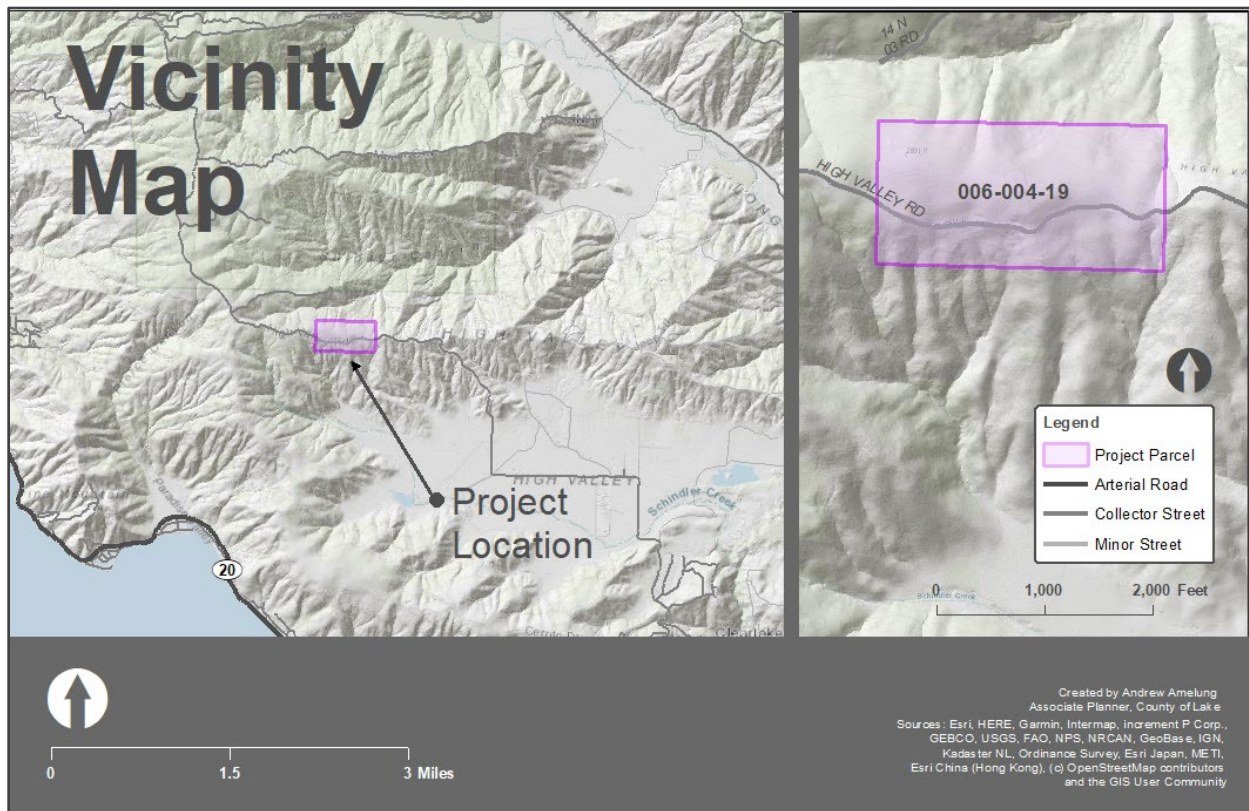 Vicinity
Map
HIGH VALLEY
Project
Location
HIGH VALLEY
Schindler Creek
20
Clearlake
14 N
03 RD
HIGH VALLEY RD
006-004-19
Legend
Project Parcel
Arterial Road
Collector Street
Minor Street
0 1,000 2,000 Feet
Schindler Creek
0 1.5 3 Miles
Created by Andrew Amelung
Associate Planner, County of Lake
Sources: Esri, HERE, Garmin, Intermap, increment P Corp.,
GEBCO, USGS, FAO, NPS, NRCAN, GeoBase, IGN,
Kadaster NL, Ordinance Survey, Esri Japan, METI,
Esri China (Hong Kong), (c) OpenStreetMap contributors
and the GIS User Community